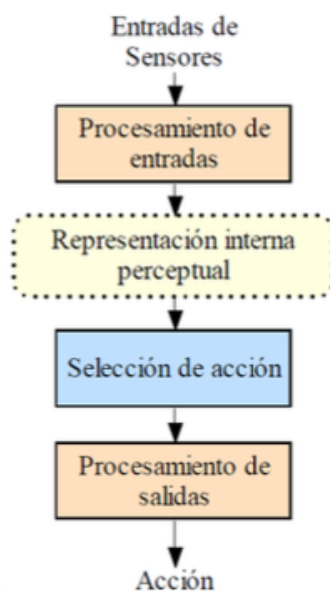 Entradas de
Sensores
Procesamiento de
entradas
Representación interna
perceptual
Selección de acción
Procesamiento de
salidas
Acción